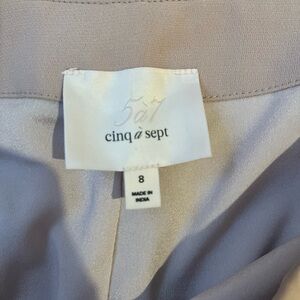 5à7
cinq à sept
8
MADE IN
INDIA